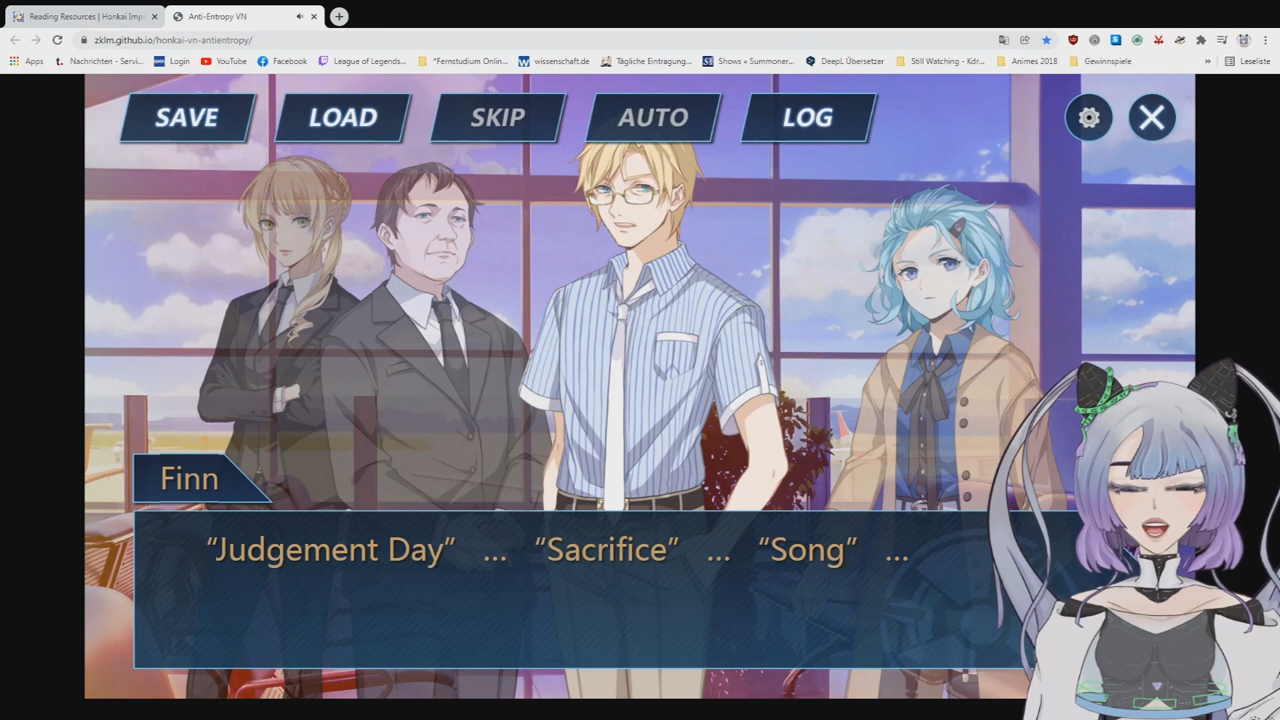 Reading Resources | Honkai Imp
Anti-Entropy VN
zklm.github.io/honkai-vn-antientropy/
Apps
Nachrichten - Servi...
Login
YouTube
Facebook
League of Legends...
*Fernstudium Onlin...
wissenschaft.de
Tägliche Eintragung...
Shows « Summoner...
DeepL Übersetzer
Still Watching - Kdr...
Animes 2018
Gewinnspiele
»
Leseliste
SAVE
LOAD
SKIP
AUTO
LOG
Finn
“Judgement Day” ... “Sacrifice” ... “Song” ...